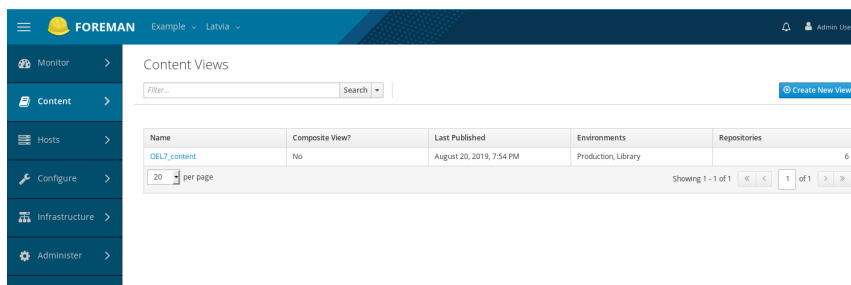 FOREMAN Example Latvia Admin Use
Monitor
Content
Hosts
Configure
Infrastructure
Administer
Content Views
Filter... Search
Create New View
Name Composite View? Last Published Environments Repositories
OEL7_content No August 20, 2019, 7:54 PM Production, Library 6
20 per page Showing 1 - 1 of 1 « < 1 of 1 > »